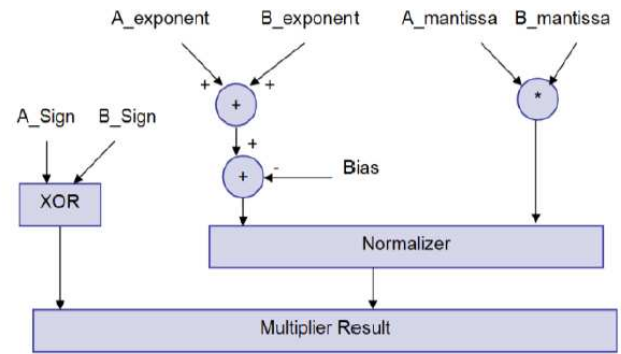 A_exponent B_exponent A_mantissa B_mantissa
+ + + *
A_Sign B_Sign
+
+ - Bias
XOR
Normalizer
Multiplier Result